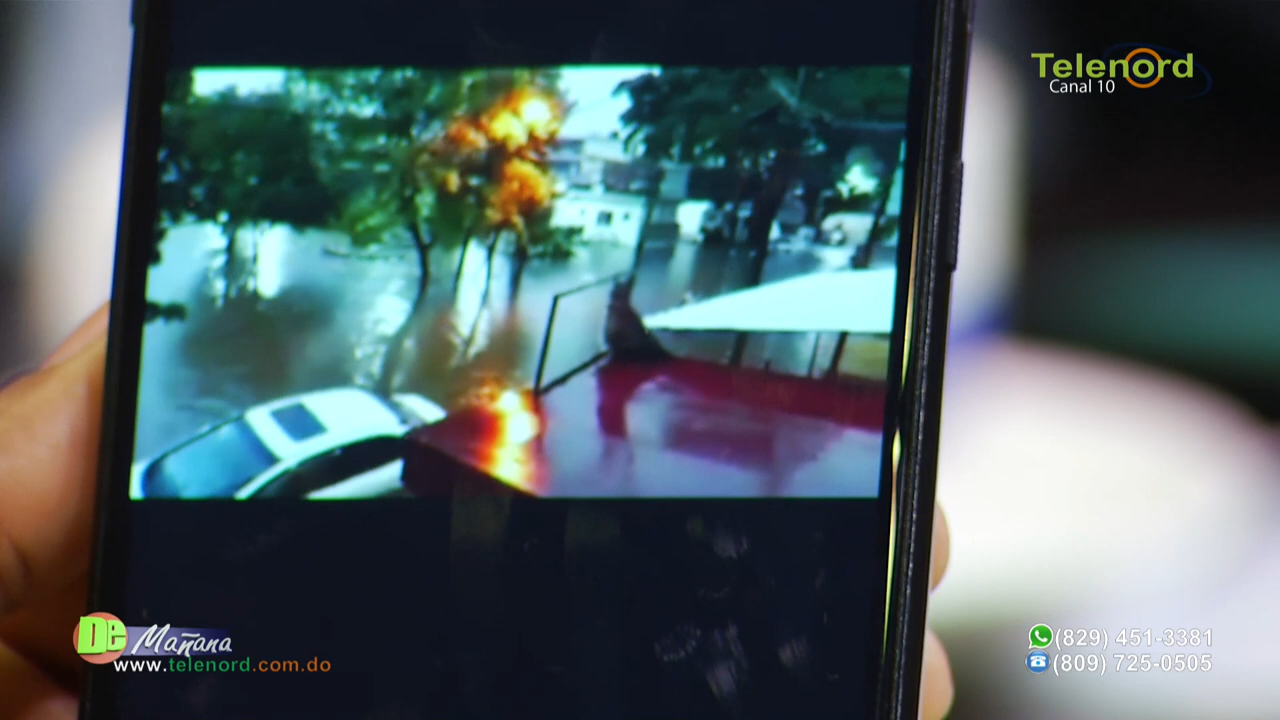 Telenord
Canal 10
De Mañana
www.telenord.com.do
(829) 451-3381
(809) 725-0505